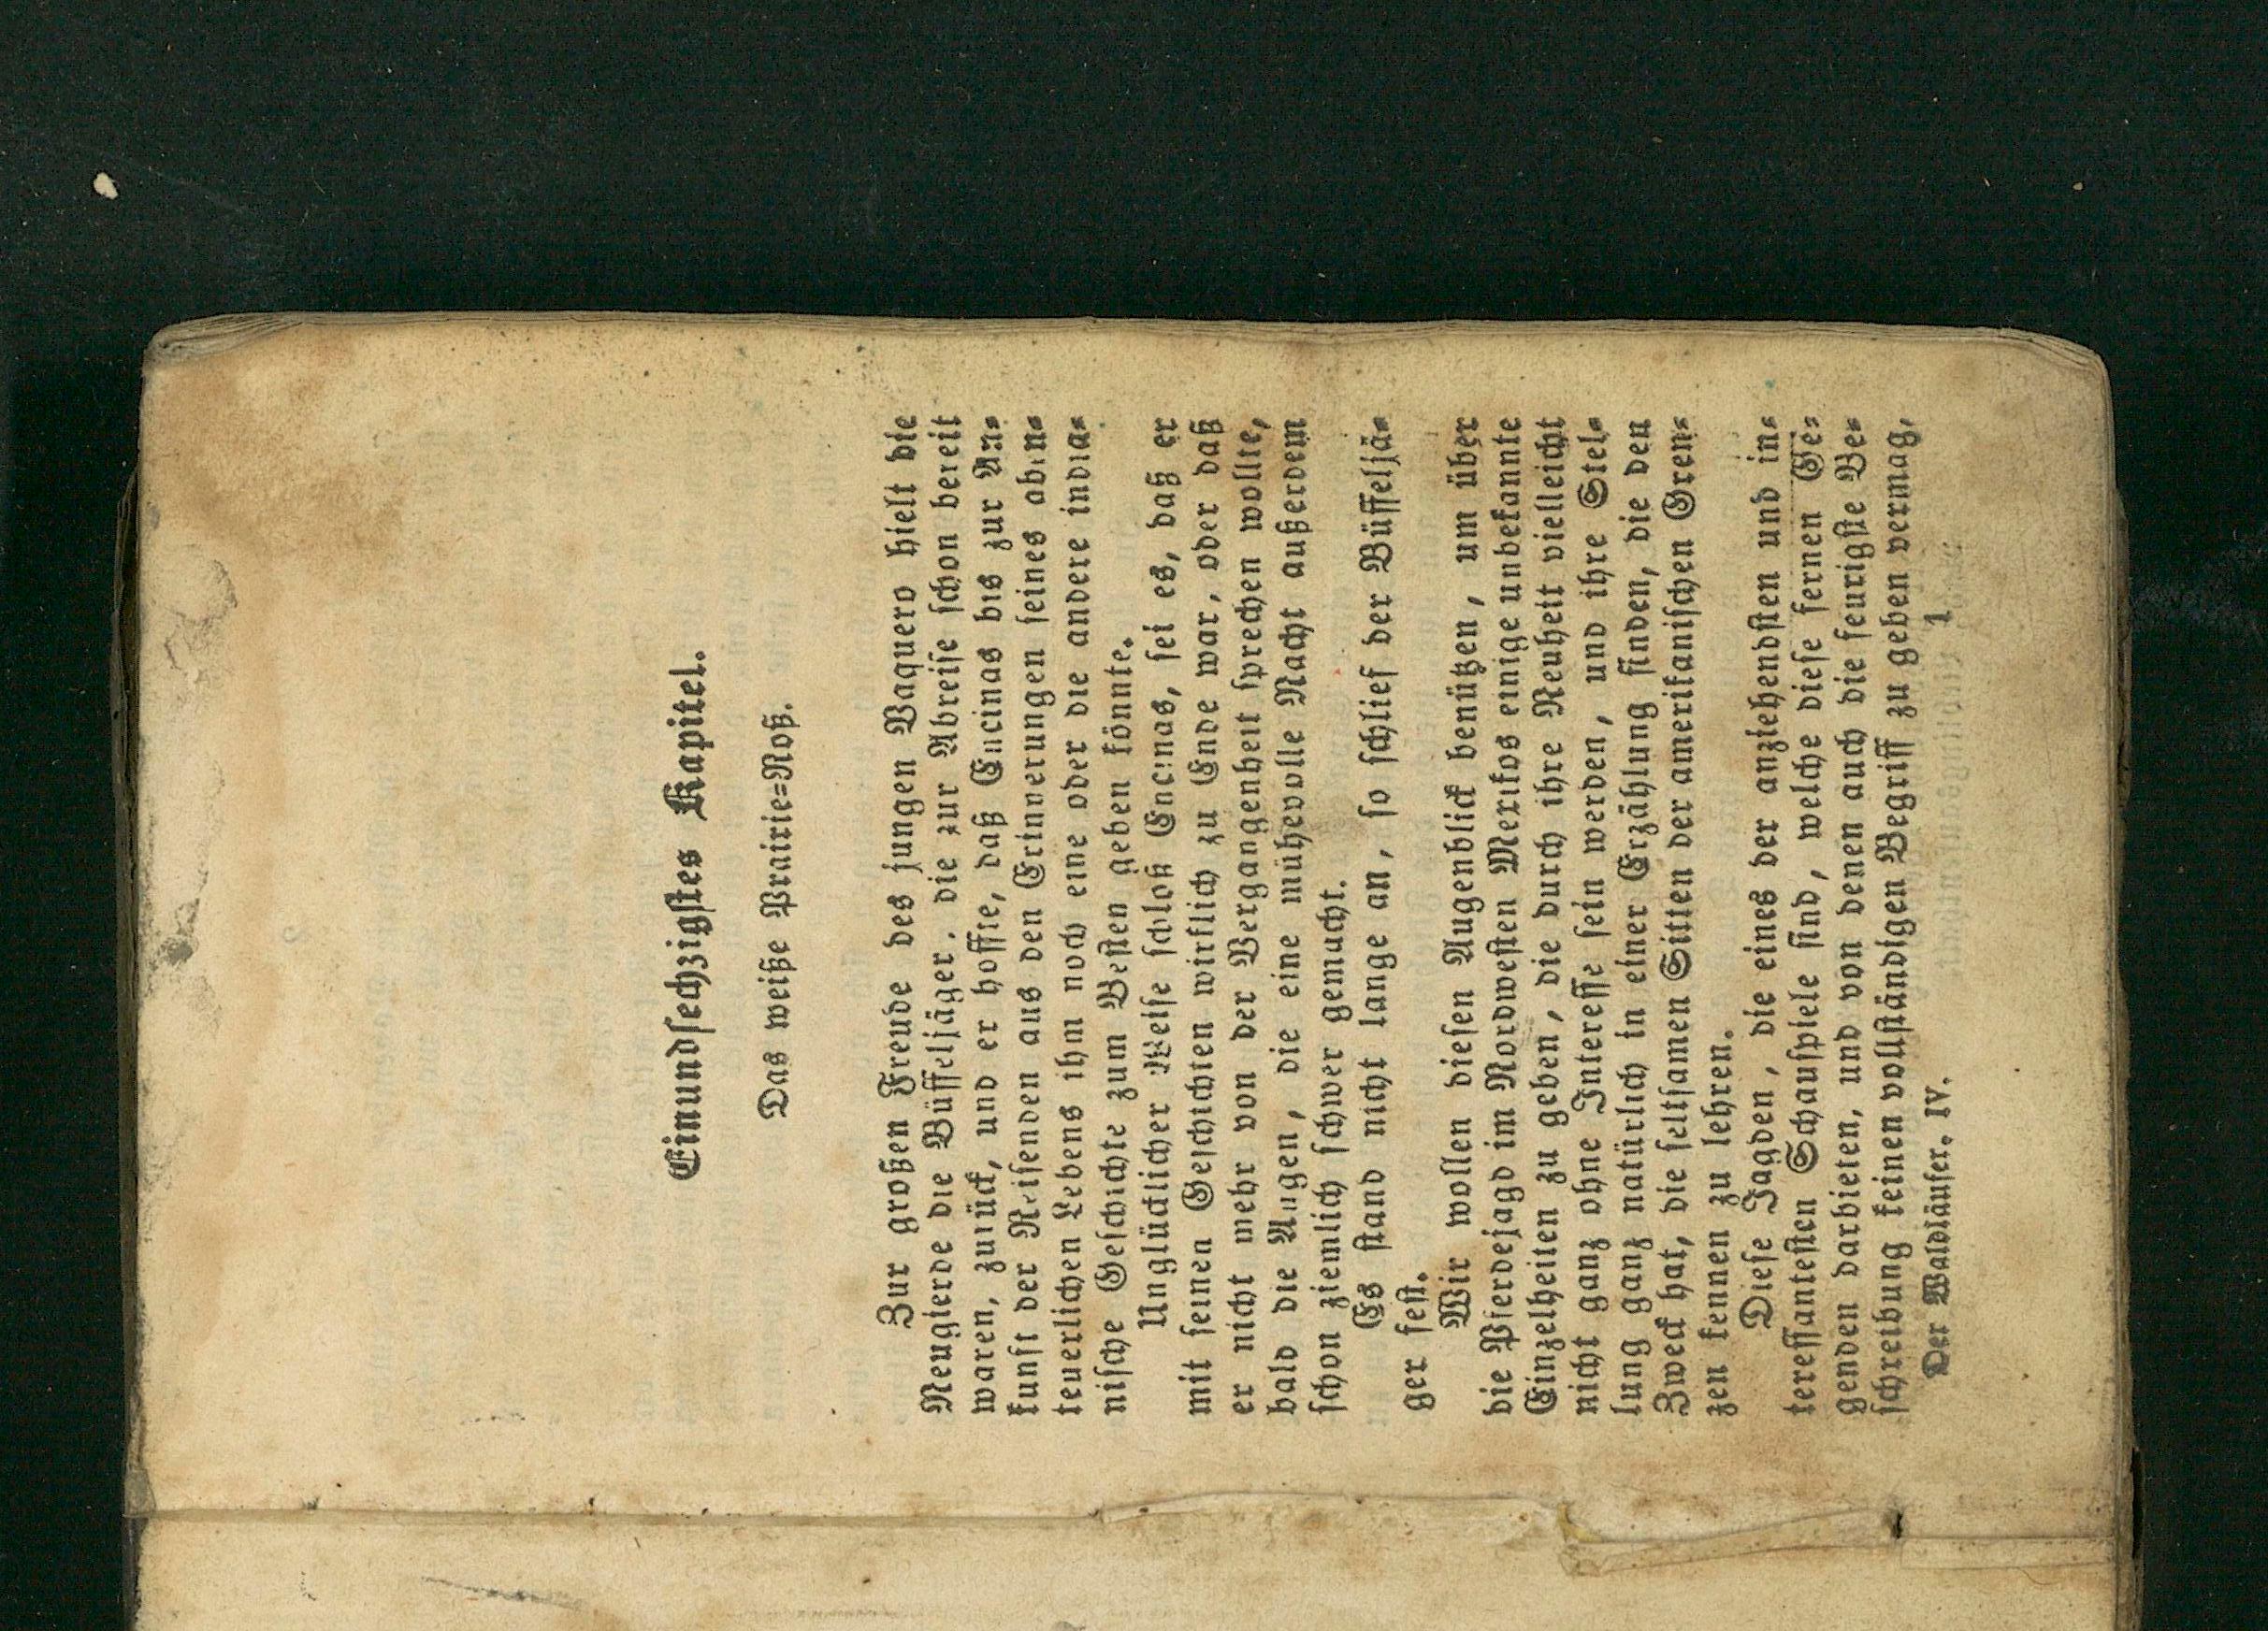 Einundsechzigstes Kapitel.
Das weiße Prairie-Roß.
Zur großen Freude des jungen Vaquero hielt die
Neugierde die Büffeljäger, die zur Abreise schon bereit
waren, zurück, und er hoffte, daß Encinas bis zur An-
kunft der Reisenden aus den Erinnerungen seines aben-
teuerlichen Lebens ihm noch eine oder die andere india-
nische Geschichte zum Besten geben könnte.
Unglücklicher Weise schloß Encinas, sei es, daß er
mit seinen Geschichten wirklich zu Ende war, oder daß
er nicht mehr von der Vergangenheit sprechen wollte,
bald die Augen, die eine mühevolle Nacht außerdem
schon ziemlich schwer gemacht.
Es stand nicht lange an, so schlief der Büffeljä-
ger fest.
Wir wollen diesen Augenblick benützen, um über
die Pferdejagd im Nordwesten Mexikos einige unbekannte
Einzelheiten zu geben, die durch ihre Neuheit vielleicht
nicht ganz ohne Interesse sein werden, und ihre Stel-
lung ganz natürlich in einer Erzählung finden, die den
Zweck hat, die seltsamen Sitten der amerikanischen Gren-
zen kennen zu lehren.
Diese Jagden, die eines der anziehendsten und in-
teressantesten Schauspiele sind, welche diese fernen Ge-
genden darbieten, und von denen auch die feurigste Be-
schreibung keinen vollständigen Begriff zu geben vermag,
Der Waldläufer. IV. 1